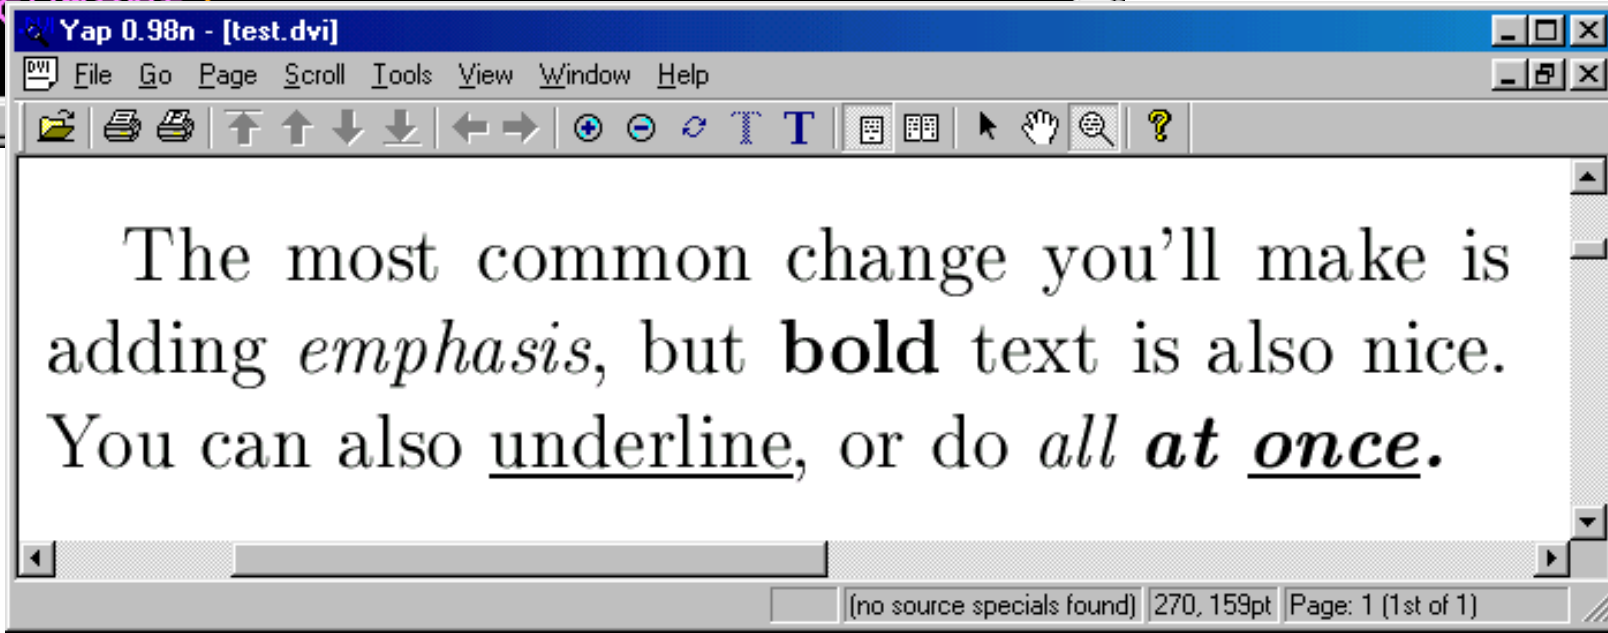 Yap 0.98n - [test.dvi]
DVI File Go Page Scroll Tools View Window Help
The most common change you'll make is
adding emphasis, but bold text is also nice.
You can also underline, or do all at once.
(no source specials found) 270, 159pt Page: 1 (1st of 1)